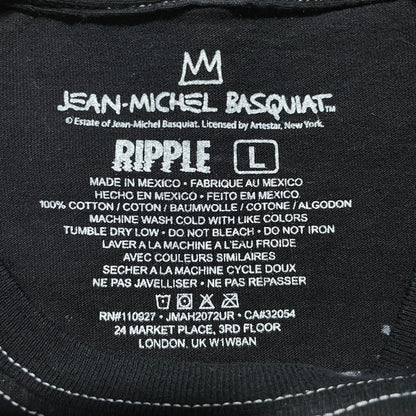 JEAN-MICHEL BASQUIAT™
© Estate of Jean-Michel Basquiat. Licensed by Artestar, New York.
RIPPLE L
MADE IN MEXICO • FABRIQUE AU MEXICO
HECHO EN MEXICO • FEITO EM MEXICO
100% COTTON / COTON / BAUMWOLLE / COTONE / ALGODON
MACHINE WASH COLD WITH LIKE COLORS
TUMBLE DRY LOW • DO NOT BLEACH • DO NOT IRON
LAVER A LA MACHINE A L'EAU FROIDE
AVEC COULEURS SIMILAIRES
SECHER A LA MACHINE CYCLE DOUX
NE PAS JAVELLISER • NE PAS REPASSER
RN#110927 • JMAH2072UR • CA#32054
24 MARKET PLACE, 3RD FLOOR
LONDON, UK W1W8AN